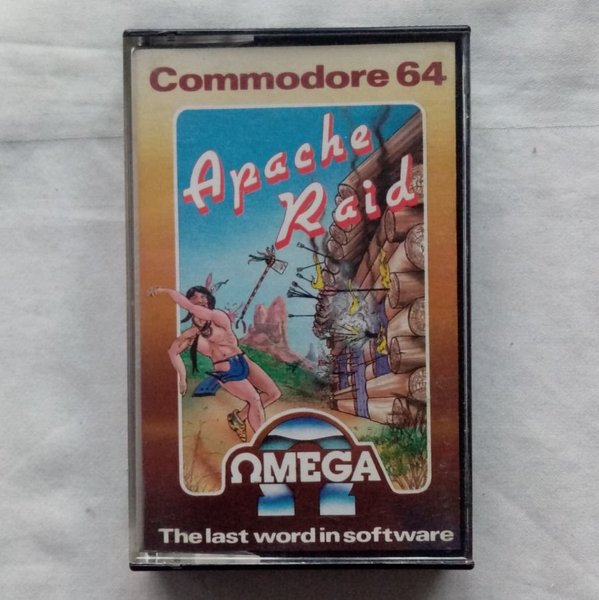 Commodore 64
Apache
Raid
ΩMEGA
The last word in software